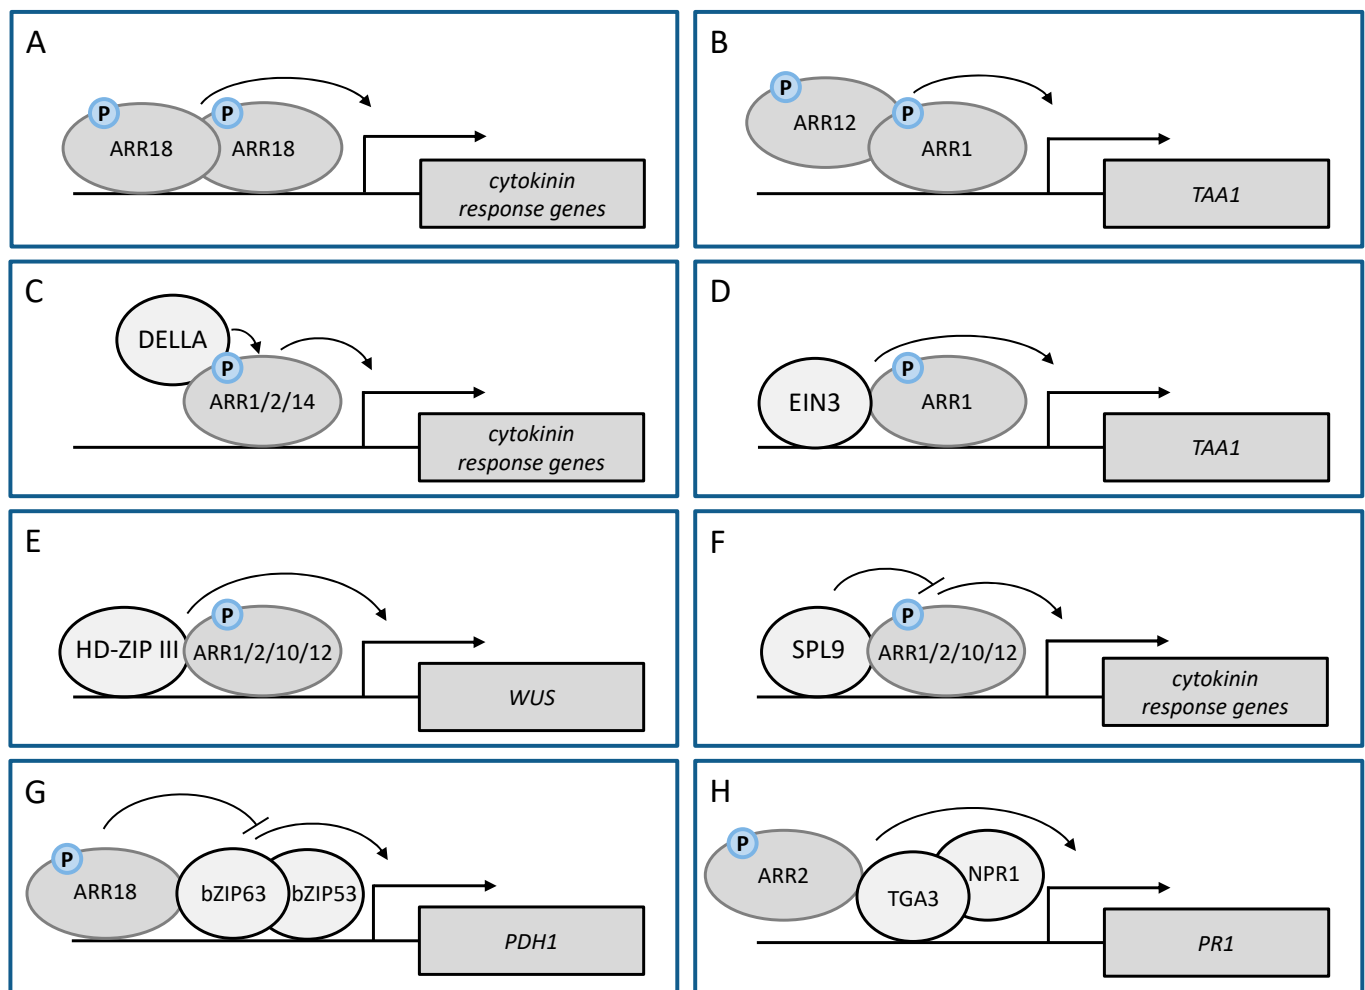 A
P
P
ARR18
ARR18
cytokinin
response genes
B
P
P
ARR12
ARR1
TAA1
C
DELLA
P
ARR1/2/14
cytokinin
response genes
D
P
EIN3
ARR1
TAA1
E
P
HD-ZIP III
ARR1/2/10/12
WUS
F
P
SPL9
ARR1/2/10/12
cytokinin
response genes
G
P
ARR18
bZIP63
bZIP53
PDH1
H
P
ARR2
TGA3
NPR1
PR1